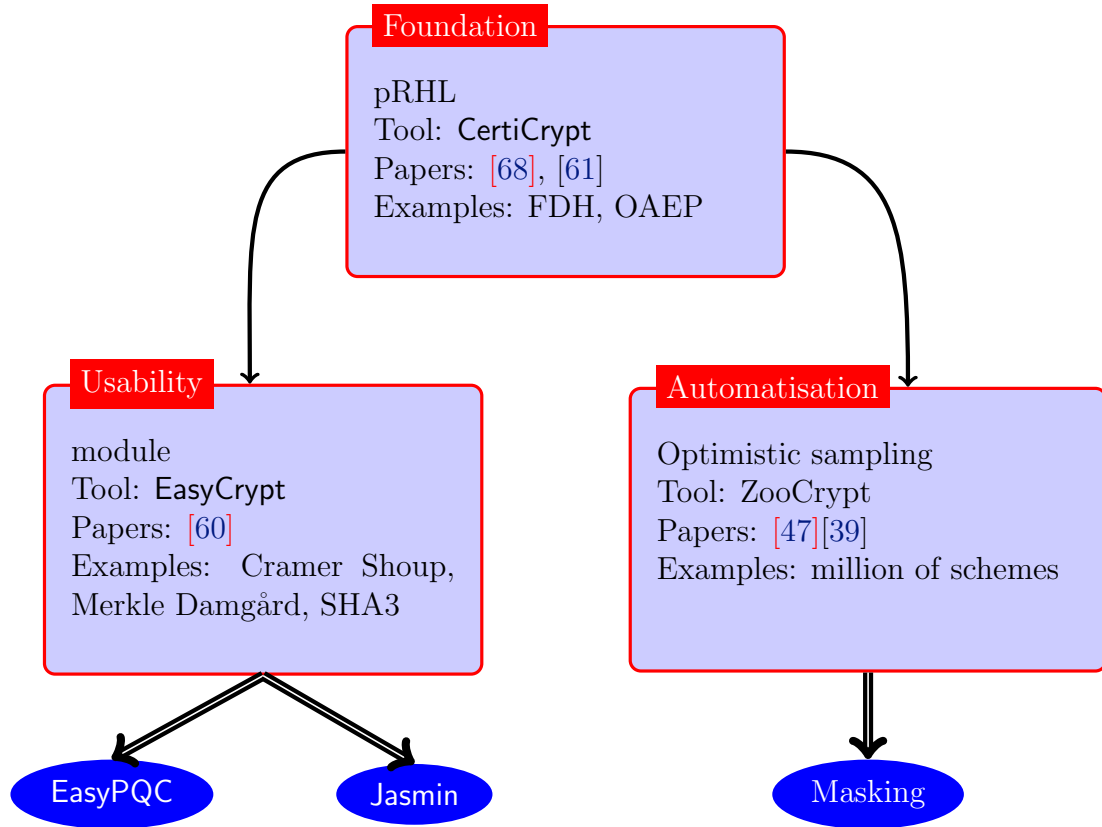 Foundation
pRHL
Tool: CertiCrypt
Papers: [68], [61]
Examples: FDH, OAEP
Usability
module
Tool: EasyCrypt
Papers: [60]
Examples: Cramer Shoup,
Merkle Damgård, SHA3
Automatisation
Optimistic sampling
Tool: ZooCrypt
Papers: [47][39]
Examples: million of schemes
EasyPQC
Jasmin
Masking